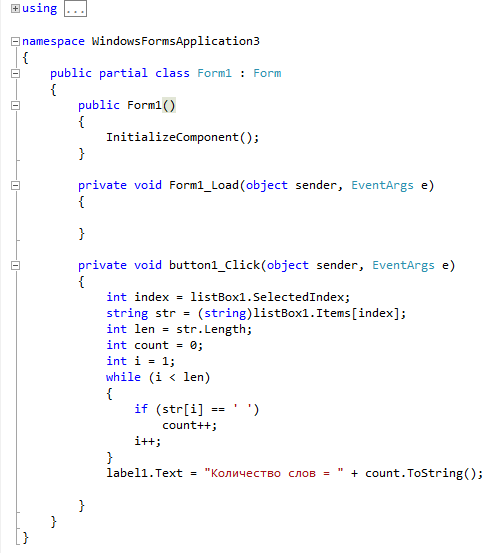 using ...
namespace WindowsFormsApplication3
{
    public partial class Form1 : Form
    {
        public Form1()
        {
            InitializeComponent();
        }
        private void Form1_Load(object sender, EventArgs e)
        {
        }
        private void button1_Click(object sender, EventArgs e)
        {
            int index = listBox1.SelectedIndex;
            string str = (string)listBox1.Items[index];
            int len = str.Length;
            int count = 0;
            int i = 1;
            while (i < len)
            {
                if (str[i] == ' ')
                    count++;
                i++;
            }
            label1.Text = "Количество слов = " + count.ToString();
        }
    }
}